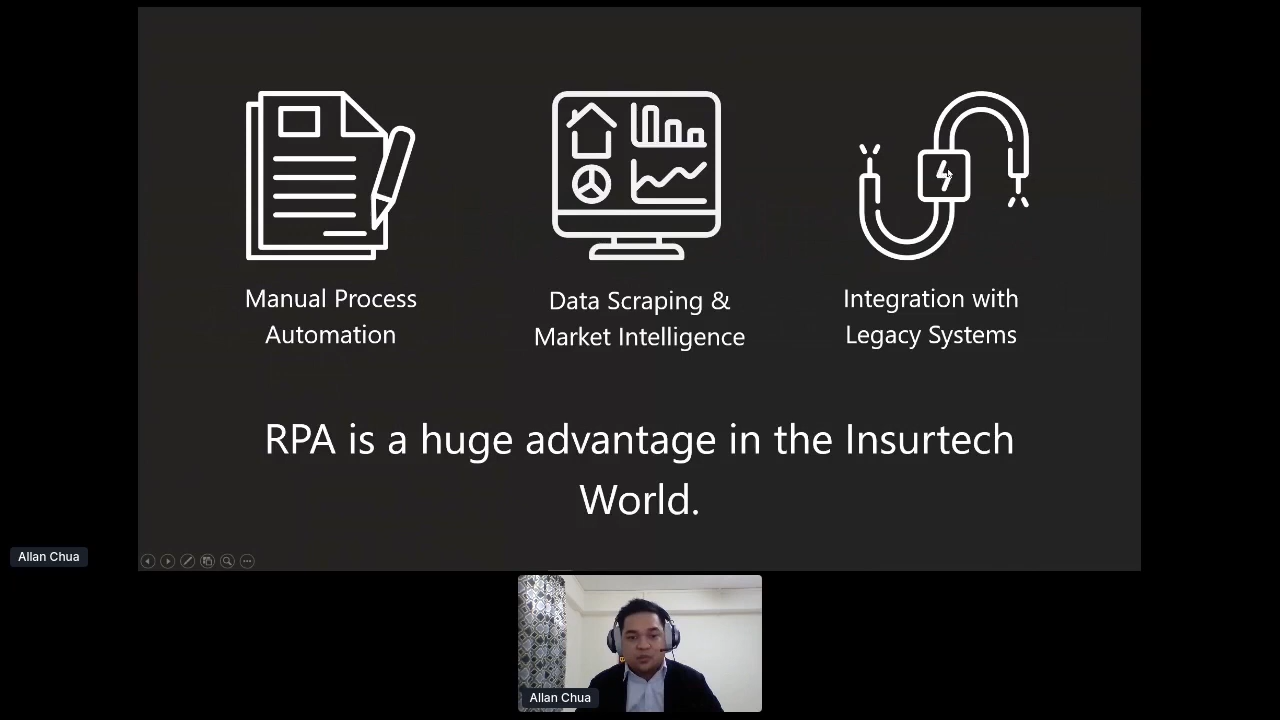 Manual Process
Automation
Data Scraping &
Market Intelligence
Integration with
Legacy Systems
RPA is a huge advantage in the Insurtech
World.
Allan Chua
Allan Chua